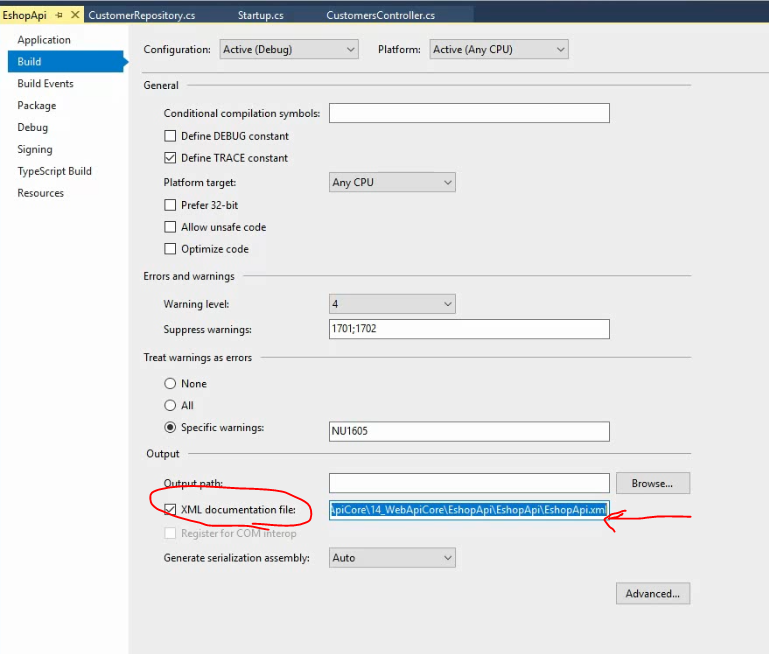 EshopApi
CustomerRepository.cs
Startup.cs
CustomersController.cs
Application
Build
Build Events
Package
Debug
Signing
TypeScript Build
Resources
Configuration: Active (Debug) Platform: Active (Any CPU)
General
Conditional compilation symbols:
Define DEBUG constant
Define TRACE constant
Platform target: Any CPU
Prefer 32-bit
Allow unsafe code
Optimize code
Errors and warnings
Warning level: 4
Suppress warnings: 1701;1702
Treat warnings as errors
None
All
Specific warnings: NU1605
Output
Output path: Browse...
XML documentation file: ApiCore\14_WebApiCore\EshopApi\EshopApi\EshopApi.xml
Register for COM interop
Generate serialization assembly: Auto
Advanced...